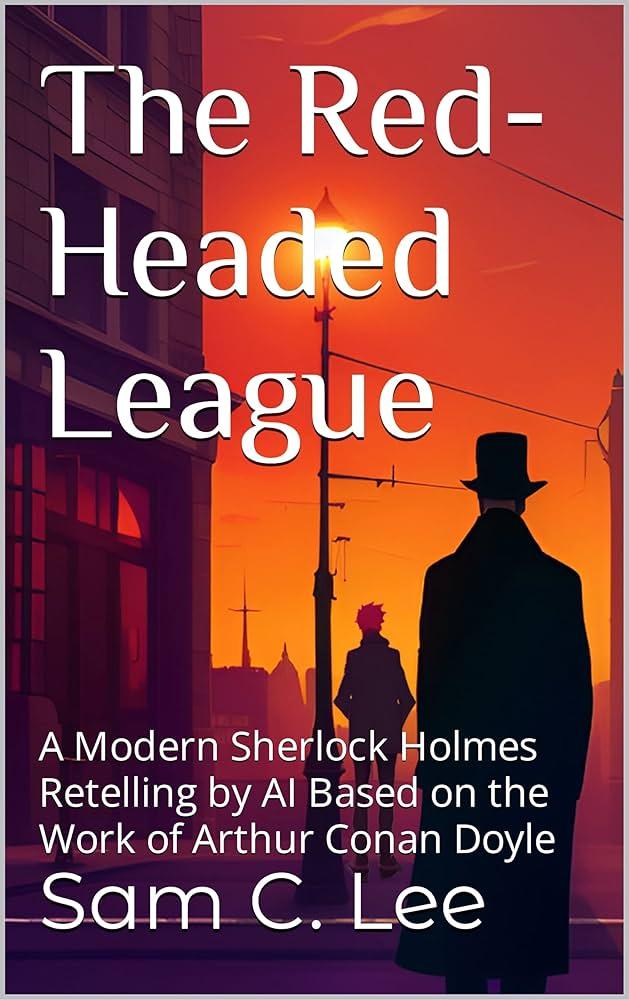 The Red-
Headed
League
A Modern Sherlock Holmes
Retelling by AI Based on the
Work of Arthur Conan Doyle
Sam C. Lee